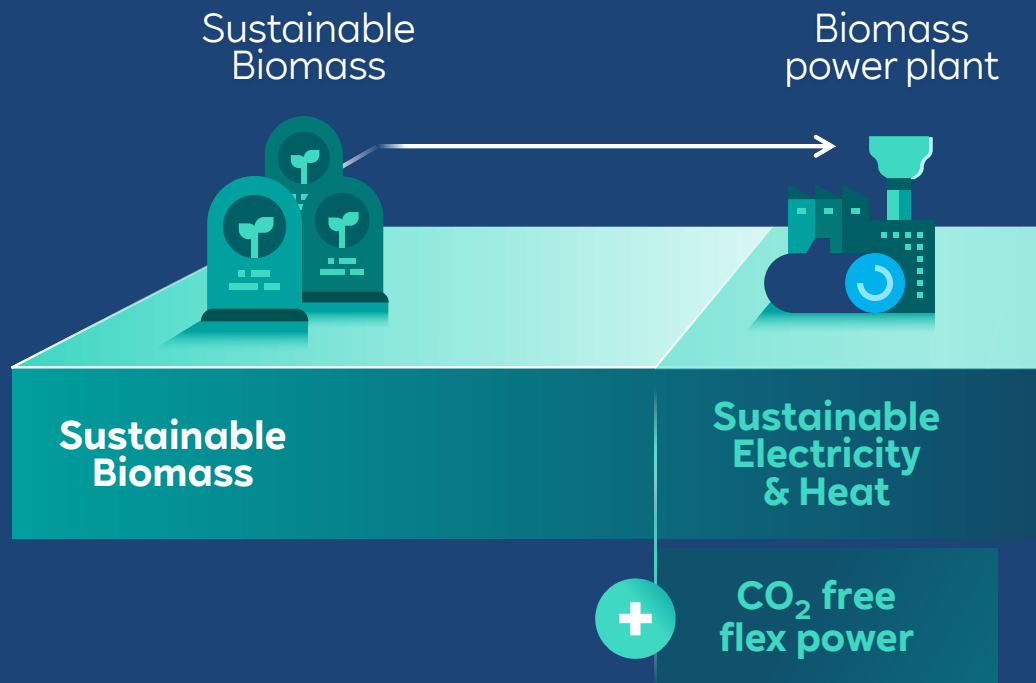 Sustainable
Biomass
Biomass
power plant
Sustainable
Biomass
Sustainable
Electricity
& Heat
CO₂ free
flex power